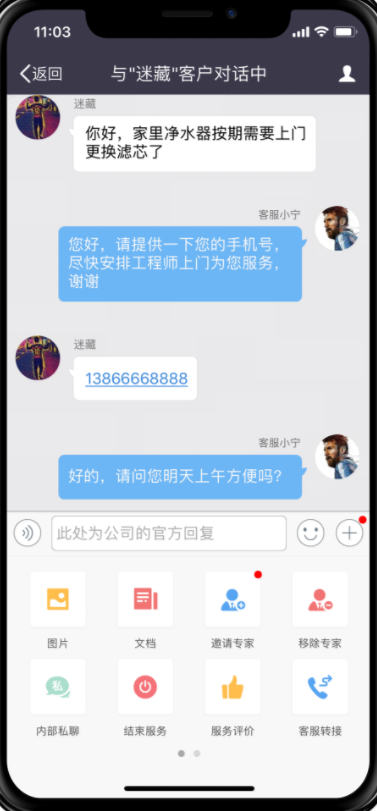 11:03
返回
与"迷藏"客户对话中
迷藏
你好，家里净水器按期需要上门
更换滤芯了
客服小宁
您好，请提供一下您的手机号，
尽快安排工程师上门为您服务，
谢谢
迷藏
13866668888
客服小宁
好的，请问您明天上午方便吗？
此处为公司的官方回复
图片
文档
邀请专家
移除专家
私
内部私聊
结束服务
服务评价
客服转接